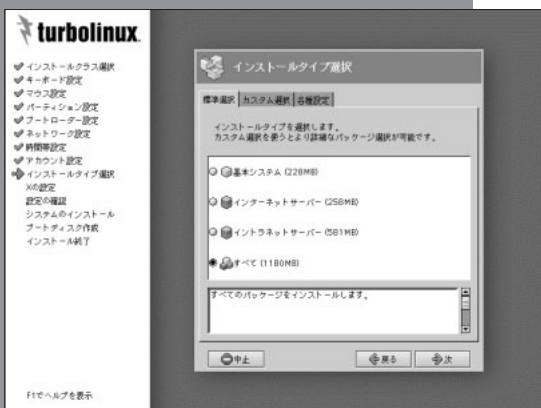 turbolinux
インストールクラス選択
キーボード設定
マウス設定
パーティション設定
ブートローダー設定
ネットワーク設定
時間帯設定
アカウント設定
インストールタイプ選択
Xの設定
設定の確認
システムのインストール
ブートディスク作成
インストール終了
F1でヘルプを表示
インストールタイプ選択
標準選択 カスタム選択 各種設定
インストールタイプを選択します。
カスタム選択を使うとより詳細なパッケージ選択が可能です。
基本システム (228MB)
インターネットサーバー (258MB)
イントラネットサーバー (581MB)
すべて (1180MB)
すべてのパッケージをインストールします。
中止 戻る 次